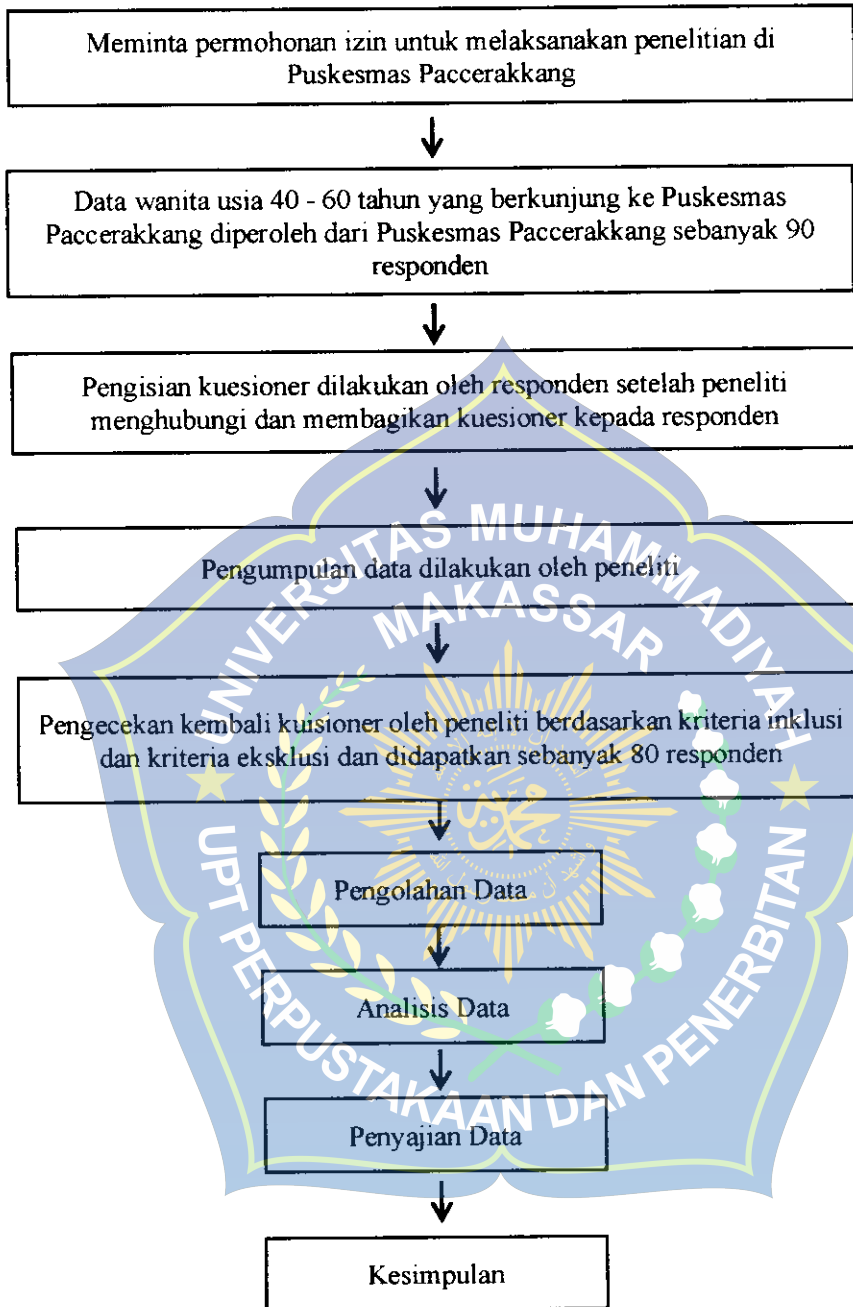 Meminta permohonan izin untuk melaksanakan penelitian di
Puskesmas Paccerakkang
Data wanita usia 40 - 60 tahun yang berkunjung ke Puskesmas
Paccerakkang diperoleh dari Puskesmas Paccerakkang sebanyak 90
responden
Pengisian kuesioner dilakukan oleh responden setelah peneliti
menghubungi dan membagikan kuesioner kepada responden
UNIVERSITAS MUHAMMADIYAH
MAKASSAR
Pengumpulan data dilakukan oleh peneliti
Pengecekan kembali kuisioner oleh peneliti berdasarkan kriteria inklusi
dan kriteria eksklusi dan didapatkan sebanyak 80 responden
Pengolahan Data
Analisis Data
UPT PERPUSTAKAAN DAN PENERBITAN
Penyajian Data
Kesimpulan